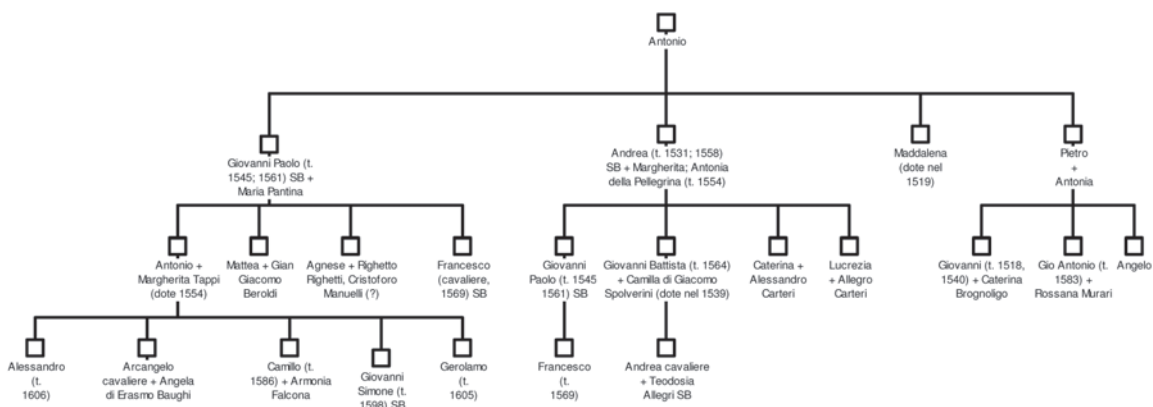 Antonio
Giovanni Paolo (t.
1545; 1561) SB +
Maria Pantina
Andrea (t. 1531; 1558)
SB + Margherita; Antonia
della Pellegrina (t. 1554)
Maddalena
(dote nel
1519)
Pietro
+
Antonia
Antonio +
Margherita Tappi
(dote 1554)
Mattea + Gian
Giacomo
Beroldi
Agnese + Righetto
Righetti, Cristoforo
Manuelli (?)
Francesco
(cavaliere,
1569) SB
Giovanni
Paolo (t. 1545
1561) SB
Giovanni Battista (t. 1564)
+ Camilla di Giacomo
Spolverini (dote nel 1539)
Caterina +
Alessandro
Carteri
Lucrezia
+ Allegro
Carteri
Giovanni (t. 1518,
1540) + Caterina
Brognoligo
Gio Antonio (t.
1583) +
Rossana Murari
Angelo
Alessandro
(t.
1606)
Arcangelo
cavaliere + Angela
di Erasmo Baughi
Camillo (t.
1586) + Armonia
Falcona
Giovanni
Simone (t.
1598) SB
Gerolamo
(t.
1605)
Francesco
(t.
1569)
Andrea cavaliere
+ Teodosia
Allegri SB